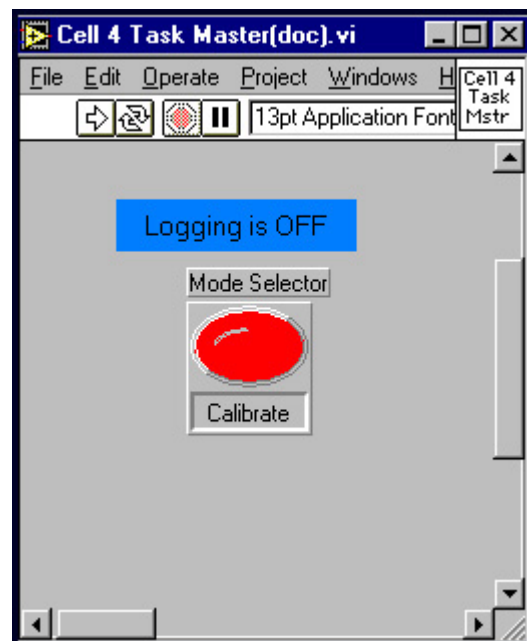 Cell 4 Task Master(doc).vi
File Edit Operate Project Windows H
Cell 4
Task
Mstr
13pt Application Font
Logging is OFF
Mode Selector
Calibrate